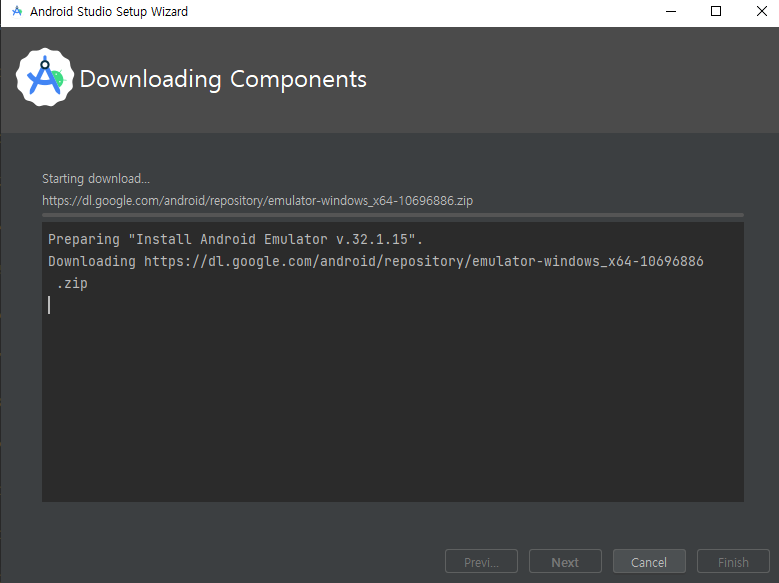 Android Studio Setup Wizard
Downloading Components
Starting download...
https://dl.google.com/android/repository/emulator-windows_x64-10696886.zip
Preparing "Install Android Emulator v.32.1.15".
Downloading https://dl.google.com/android/repository/emulator-windows_x64-10696886
.zip
Previ...
Next
Cancel
Finish